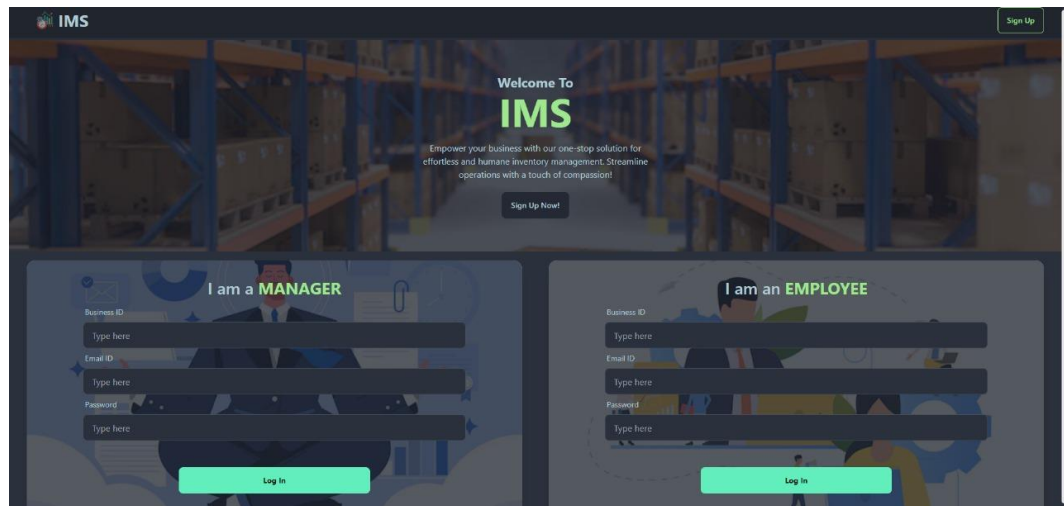 IMS
Sign Up
Welcome To
IMS
Empower your business with our one-stop solution for
effortless and humane inventory management. Streamline
operations with a touch of compassion!
Sign Up Now!
I am a MANAGER
Business ID
Type here
Email ID
Type here
Password
Type here
Log In
I am an EMPLOYEE
Business ID
Type here
Email ID
Type here
Password
Type here
Log In